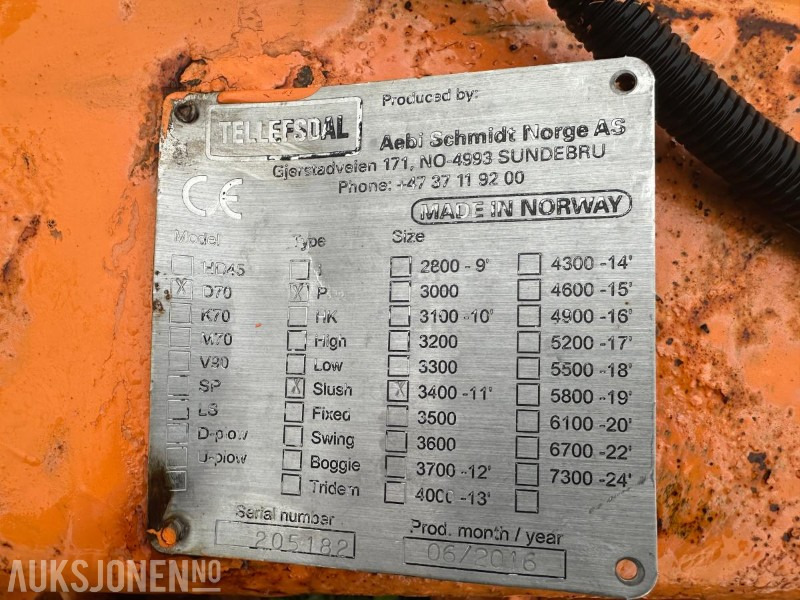 TELLEFSDAL
Produced by:
Aebi Schmidt Norge AS
Gjerstadveien 171, NO-4993 SUNDEBRU
Phone: +47 37 11 92 00
CE
MADE IN NORWAY
Model Type Size
HD45 2800 -9' 4300 -14'
X D70 X 3000 4600 -15'
K70 HK 3100 -10' 4900 -16'
High 3200 5200 -17'
Low 3300 5500 -18'
SP X Slush X 3400 -11' 5800 -19'
LS Fixed 3500 6100 -20'
D-plow Swing 3600 6700 -22'
U-plow Boggie 3700 -12' 7300 -24'
Tridem 4000 -13'
Serial number Prod. month / year
205182 06/2016
AUKSJONEN.NO